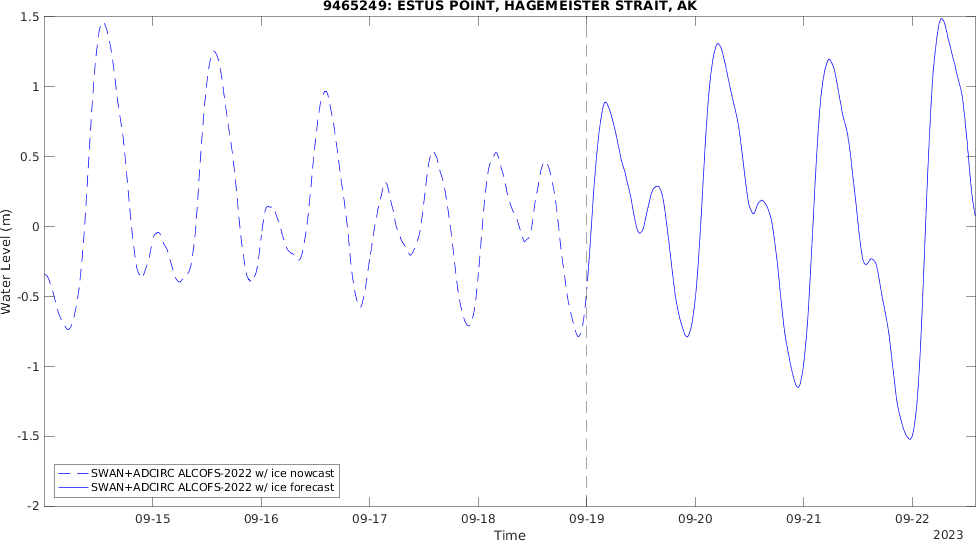 9465249: ESTUS POINT, HAGEMEISTER STRAIT, AK
1.5
1
0.5
0
-0.5
-1
-1.5
-2
Water Level (m)
SWAN+ADCIRC ALCOFS-2022 w/ ice nowcast
SWAN+ADCIRC ALCOFS-2022 w/ ice forecast
09-15 09-16 09-17 09-18 09-19 09-20 09-21 09-22
Time
2023